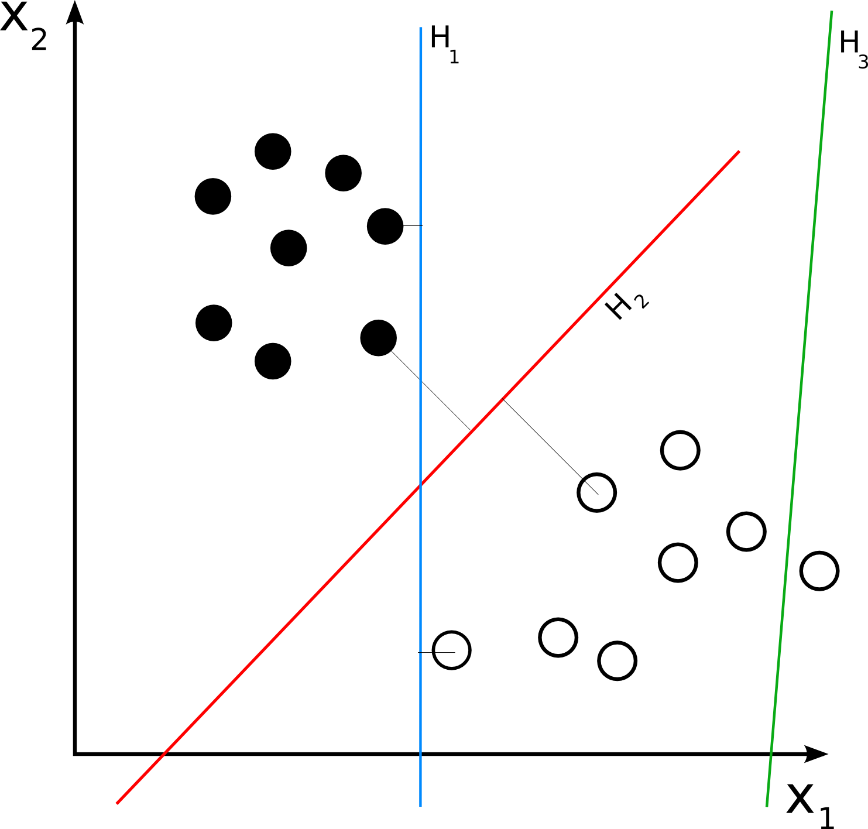 X₂
H₁
H₃
H₂
X₁